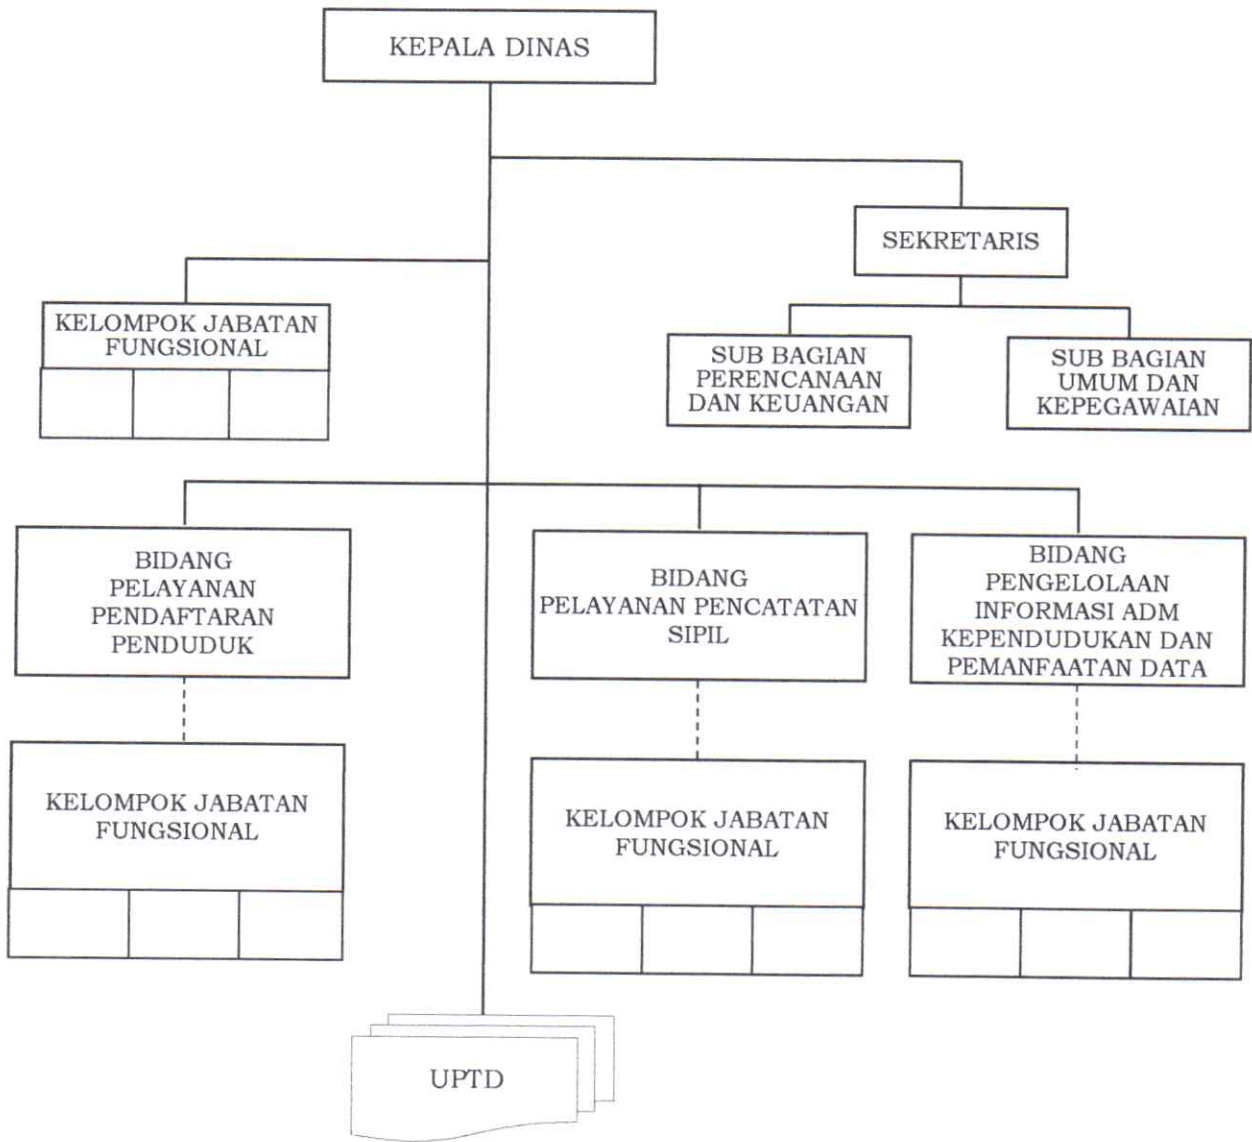 KEPALA DINAS
SEKRETARIS
KELOMPOK JABATAN
FUNGSIONAL
SUB BAGIAN
PERENCANAAN
DAN KEUANGAN
SUB BAGIAN
UMUM DAN
KEPEGAWAIAN
BIDANG
PELAYANAN
PENDAFTARAN
PENDUDUK
BIDANG
PELAYANAN PENCATATAN
SIPIL
BIDANG
PENGELOLAAN
INFORMASI ADM
KEPENDUDUKAN DAN
PEMANFAATAN DATA
KELOMPOK JABATAN
FUNGSIONAL
KELOMPOK JABATAN
FUNGSIONAL
KELOMPOK JABATAN
FUNGSIONAL
UPTD